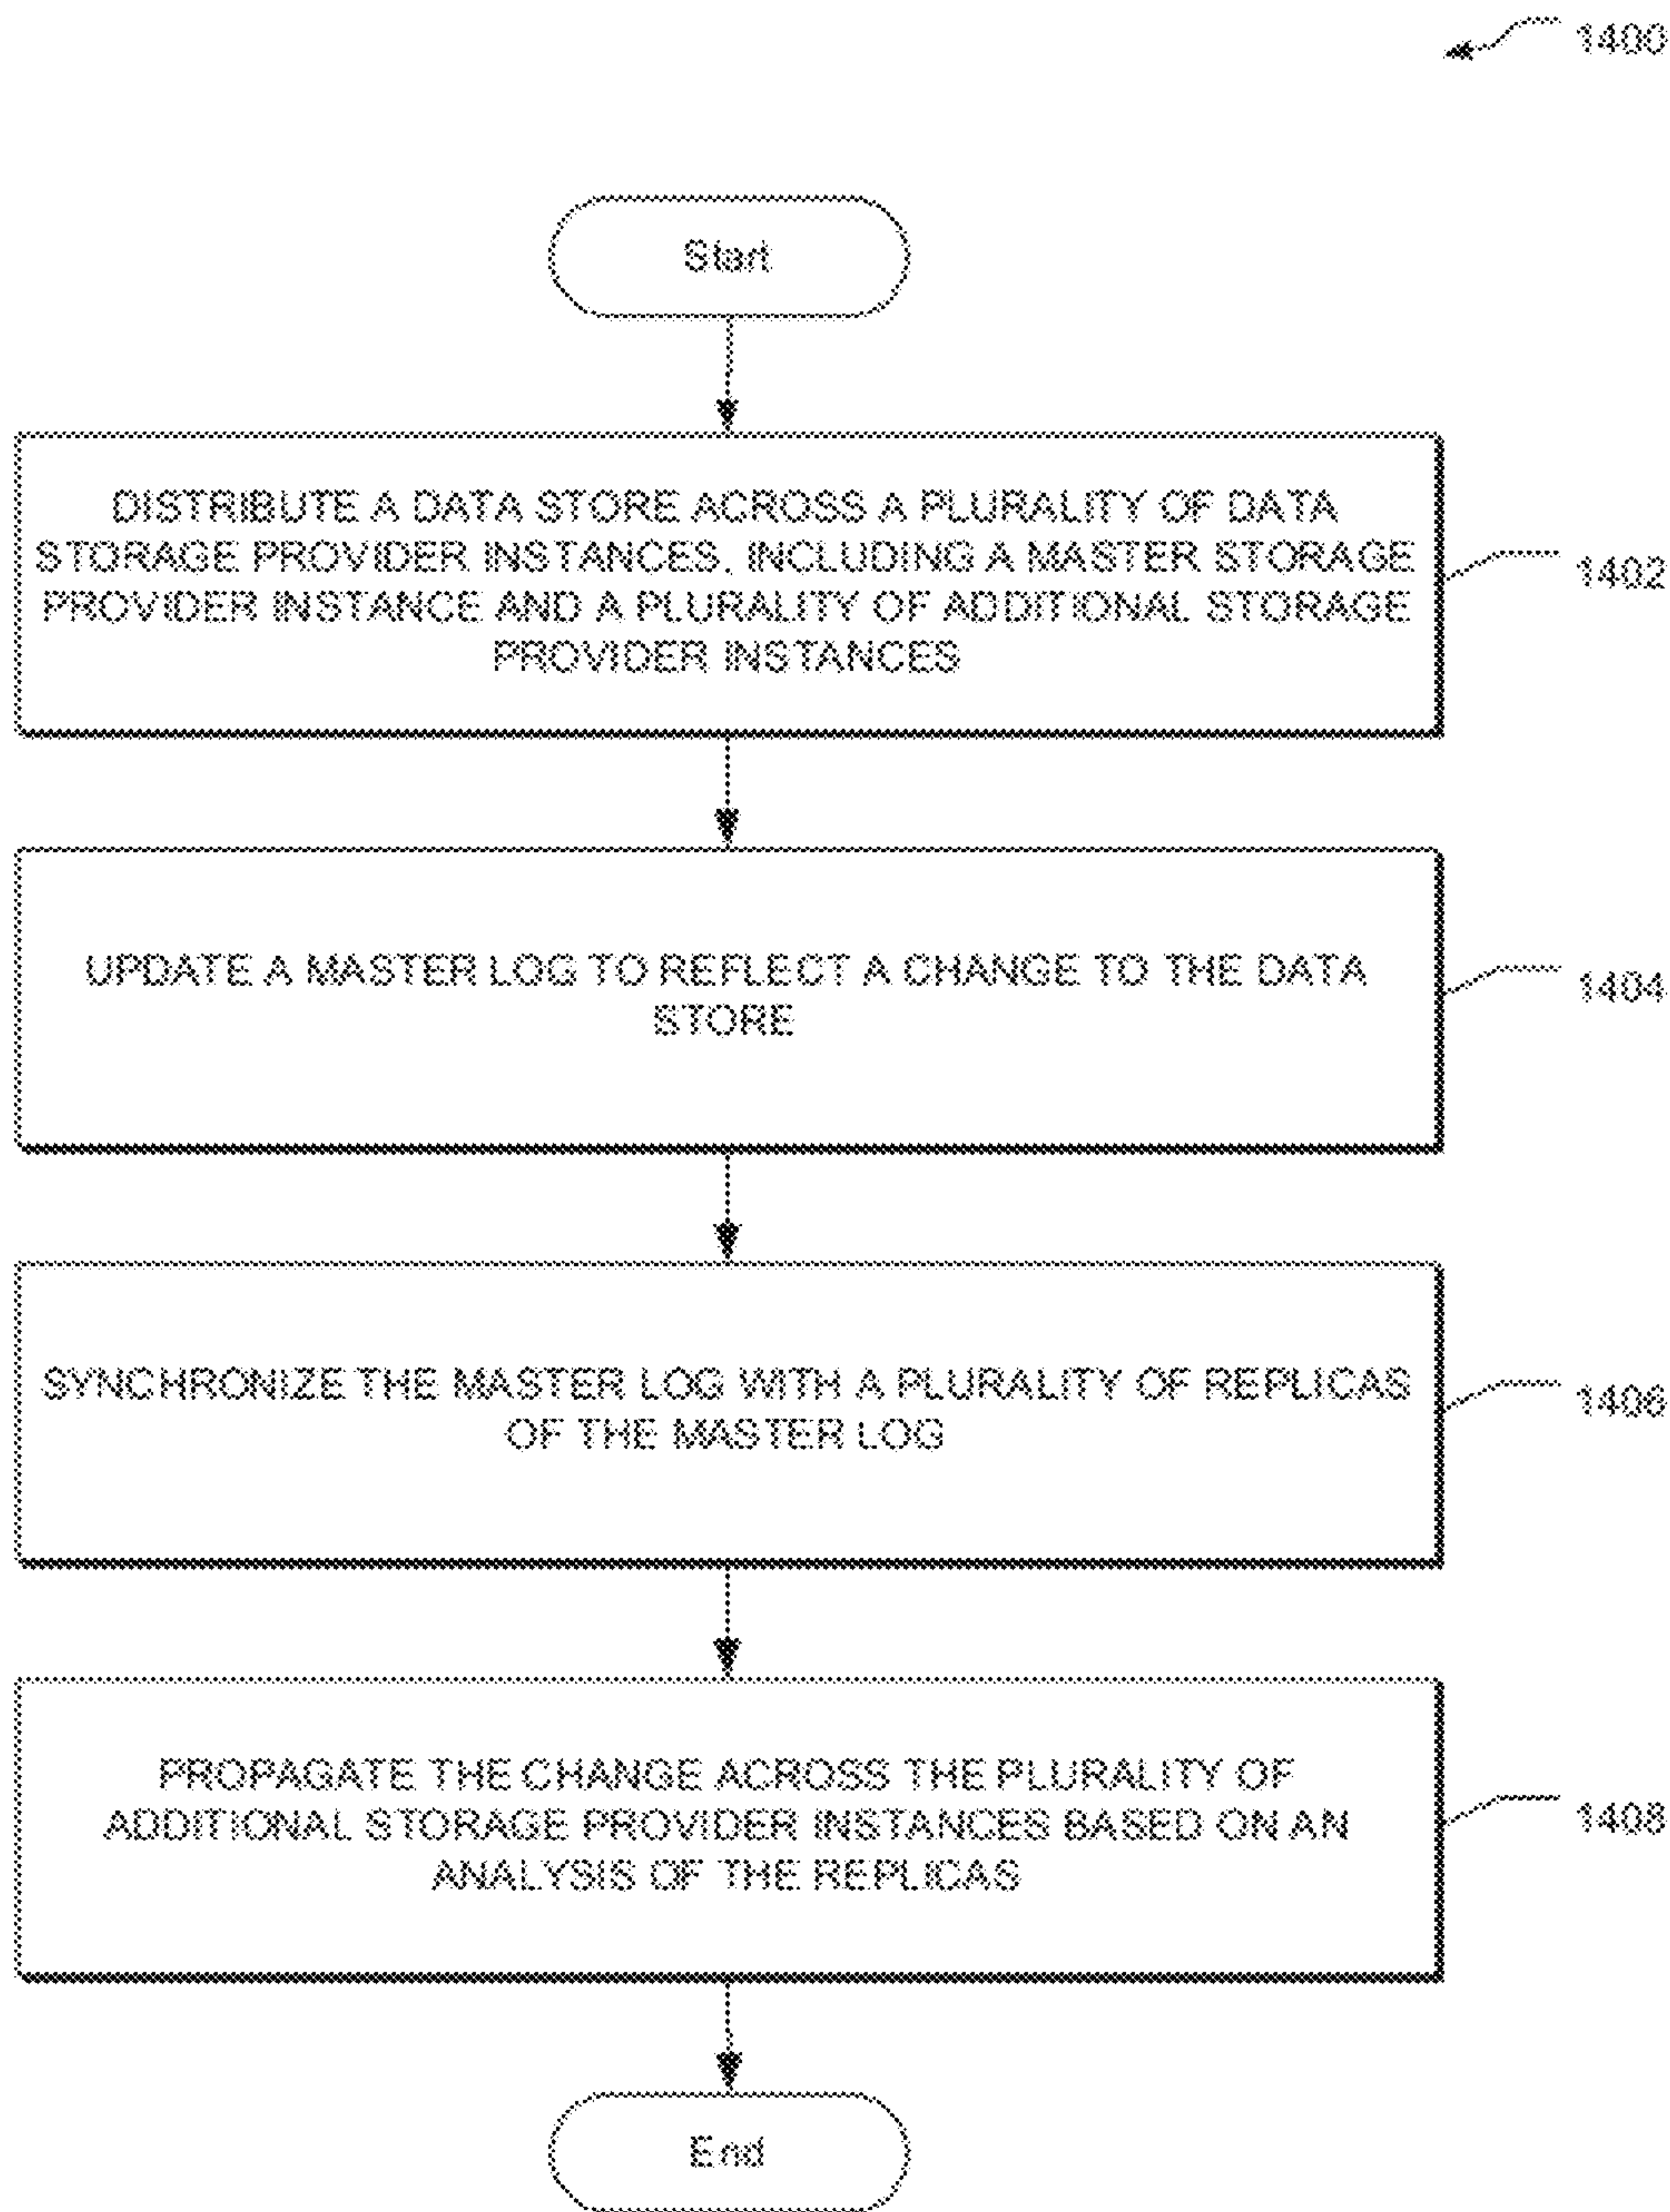 1400
Start
DISTRIBUTE A DATA STORE ACROSS A PLURALITY OF DATA
STORAGE PROVIDER INSTANCES, INCLUDING A MASTER STORAGE
PROVIDER INSTANCE AND A PLURALITY OF ADDITIONAL STORAGE
PROVIDER INSTANCES
1402
UPDATE A MASTER LOG TO REFLECT A CHANGE TO THE DATA
STORE
1404
SYNCHRONIZE THE MASTER LOG WITH A PLURALITY OF REPLICAS
OF THE MASTER LOG
1406
PROPAGATE THE CHANGE ACROSS THE PLURALITY OF
ADDITIONAL STORAGE PROVIDER INSTANCES BASED ON AN
ANALYSIS OF THE REPLICAS
1408
End